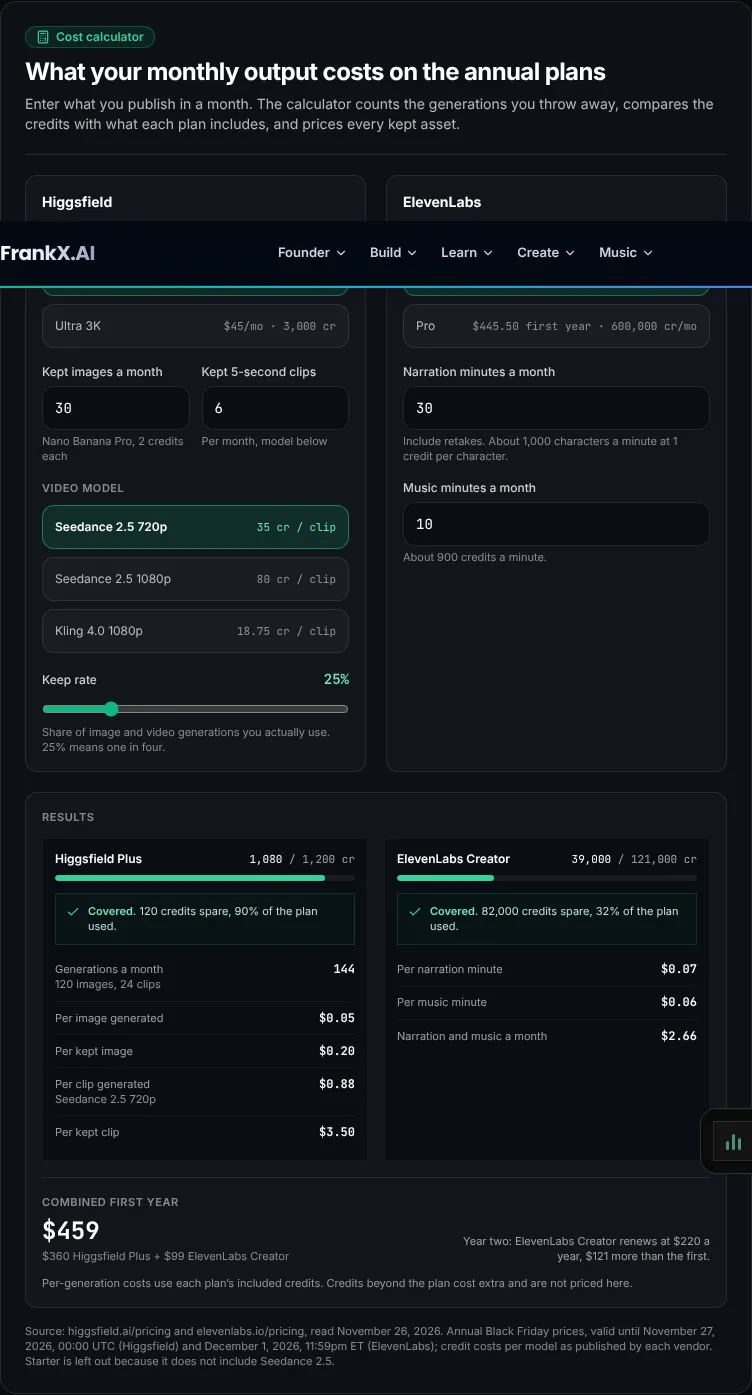 Cost calculator
What your monthly output costs on the annual plans
Enter what you publish in a month. The calculator counts the generations you throw away, compares the
credits with what each plan includes, and prices every kept asset.
Higgsfield
ElevenLabs
FrankX.AI
Founder
Build
Learn
Create
Music
Ultra 3K
$45/mo · 3,000 cr
Pro
$445.50 first year · 600,000 cr/mo
Kept images a month
30
Nano Banana Pro, 2 credits
each
Kept 5-second clips
6
Per month, model below
Narration minutes a month
30
Include retakes. About 1,000 characters a minute at 1
credit per character.
VIDEO MODEL
Seedance 2.5 720p
35 cr / clip
Seedance 2.5 1080p
80 cr / clip
Kling 4.0 1080p
18.75 cr / clip
Music minutes a month
10
About 900 credits a minute.
Keep rate
25%
Share of image and video generations you actually use.
25% means one in four.
RESULTS
Higgsfield Plus
1,080 / 1,200 cr
Covered. 120 credits spare, 90% of the plan
used.
Generations a month
144
120 images, 24 clips
Per image generated
$0.05
Per kept image
$0.20
Per clip generated
$0.88
Seedance 2.5 720p
Per kept clip
$3.50
ElevenLabs Creator
39,000 / 121,000 cr
Covered. 82,000 credits spare, 32% of the plan
used.
Per narration minute
$0.07
Per music minute
$0.06
Narration and music a month
$2.66
COMBINED FIRST YEAR
$459
$360 Higgsfield Plus + $99 ElevenLabs Creator
Year two: ElevenLabs Creator renews at $220 a
year, $121 more than the first.
Per-generation costs use each plan's included credits. Credits beyond the plan cost extra and are not priced here.
Source: higgsfield.ai/pricing and elevenlabs.io/pricing, read November 26, 2026. Annual Black Friday prices, valid until November 27,
2026, 00:00 UTC (Higgsfield) and December 1, 2026, 11:59pm ET (ElevenLabs); credit costs per model as published by each vendor.
Starter is left out because it does not include Seedance 2.5.